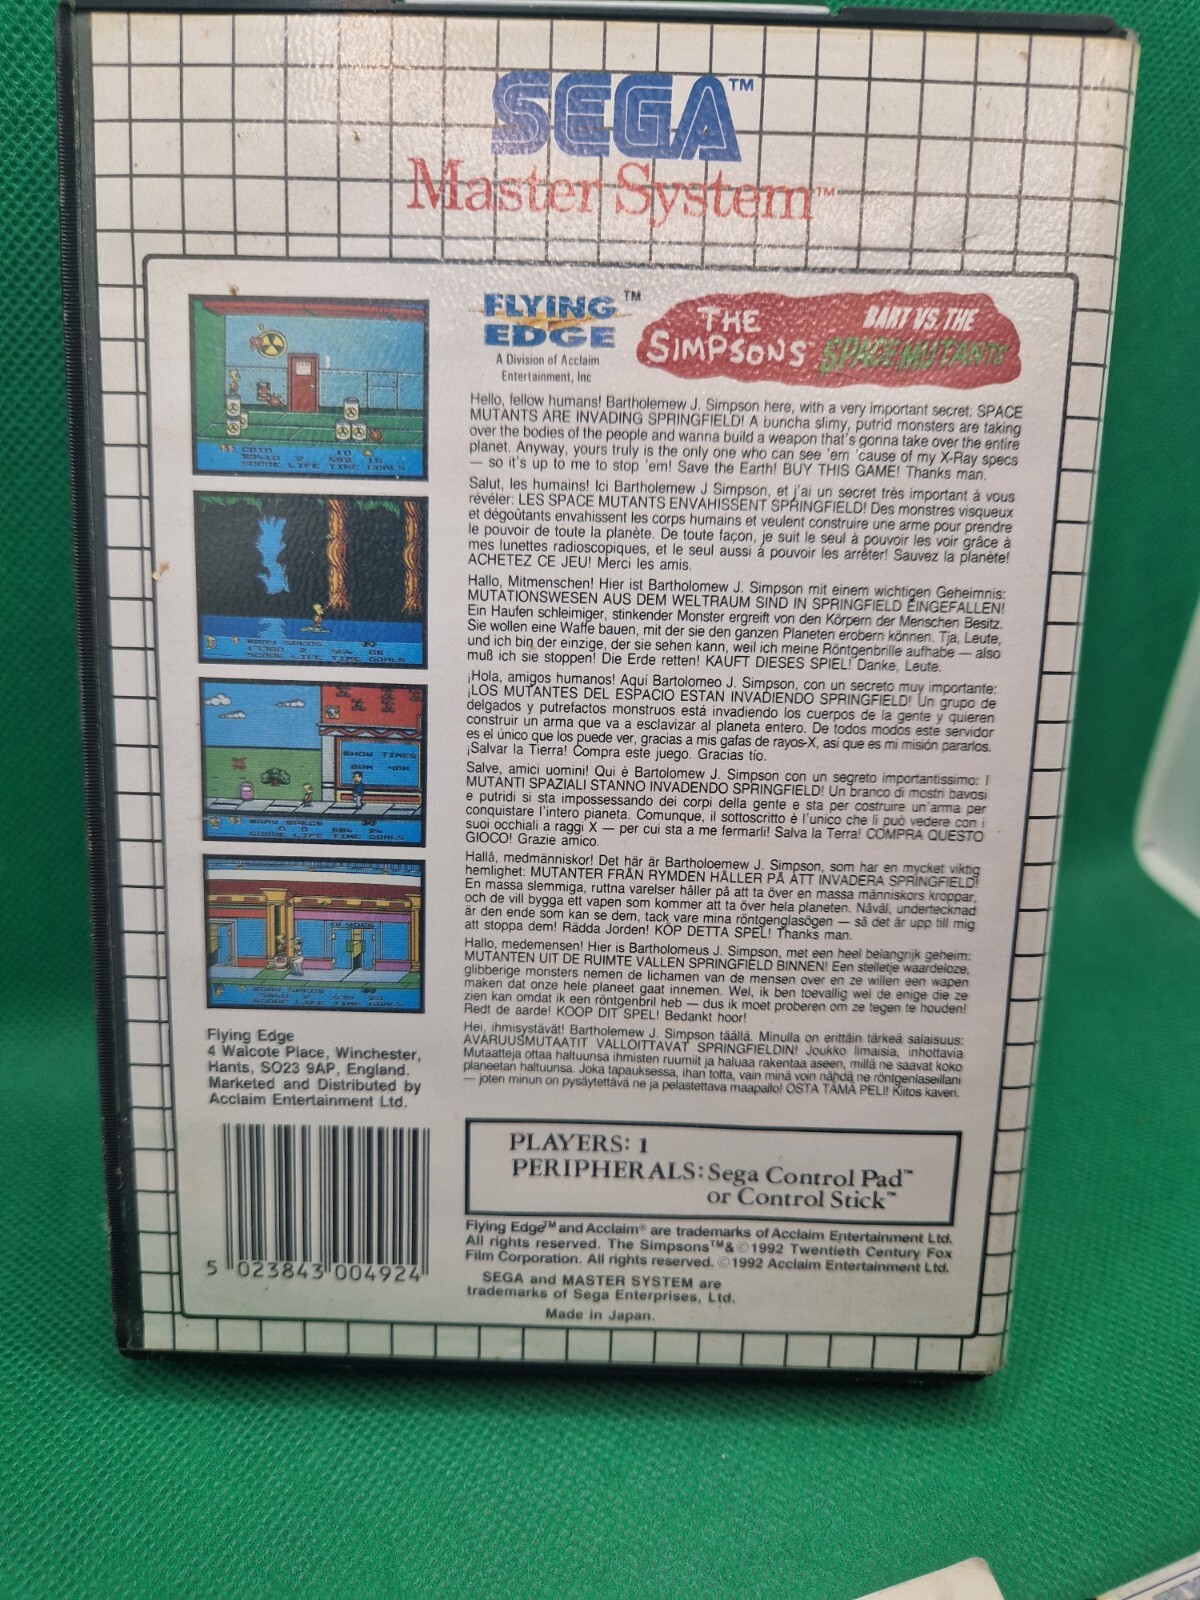 SEGA™
Master System™
FLYING EDGE™
A Division of Acclaim
Entertainment, Inc
THE SIMPSONS
BART VS. THE
SPACE MUTANTS
Hello, fellow humans! Bartholemew J. Simpson here, with a very important secret: SPACE
MUTANTS ARE INVADING SPRINGFIELD! A buncha slimy, putrid monsters are taking
over the bodies of the people and wanna build a weapon that's gonna take over the entire
planet. Anyway, yours truly is the only one who can see 'em 'cause of my X-Ray specs
— so it's up to me to stop 'em! Save the Earth! BUY THIS GAME! Thanks man.
Salut, les humains! Ici Bartholemew J Simpson, et j'ai un secret très important à vous
révéler: LES SPACE MUTANTS ENVAHISSENT SPRINGFIELD! Des monstres visqueux
et dégoûtants envahissent les corps humains et veulent construire une arme pour prendre
le pouvoir de toute la planète. De toute façon, je suit le seul à pouvoir les voir grâce à
mes lunettes radioscopiques, et le seul aussi à pouvoir les arrêter! Sauvez la planète!
ACHETEZ CE JEU! Merci les amis.
Hallo, Mitmenschen! Hier ist Bartholomew J. Simpson mit einem wichtigen Geheimnis:
MUTATIONSWESEN AUS DEM WELTRAUM SIND IN SPRINGFIELD EINGEFALLEN!
Ein Haufen schleimiger, stinkender Monster ergreift von den Körpern der Menschen Besitz.
Sie wollen eine Waffe bauen, mit der sie den ganzen Planeten erobern können. Tja, Leute,
und ich bin der einzige, der sie sehen kann, weil ich meine Röntgenbrille aufhabe — also
muß ich sie stoppen! Die Erde retten! KAUFT DIESES SPIEL! Danke, Leute.
¡Hola, amigos humanos! Aquí Bartolomeo J. Simpson, con un secreto muy importante:
¡LOS MUTANTES DEL ESPACIO ESTAN INVADIENDO SPRINGFIELD! Un grupo de
delgados y putrefactos monstruos está invadiendo los cuerpos de la gente y quieren
construir un arma que va a esclavizar al planeta entero. De todos modos este servidor
es el único que los puede ver, gracias a mis gafas de rayos-X, así que es mi misión pararlos.
¡Salvar la Tierra! Compra este juego. Gracias tío.
Salve, amici uomini! Qui è Bartolomew J. Simpson con un segreto importantissimo: I
MUTANTI SPAZIALI STANNO INVADENDO SPRINGFIELD! Un branco di mostri bavosi
e putridi si sta impossessando dei corpi della gente e sta per costruire un'arma per
conquistare l'intero pianeta. Comunque, il sottoscritto è l'unico che li può vedere con i
suoi occhiali a raggi X — per cui sta a me fermarli! Salva la Terra! COMPRA QUESTO
GIOCO! Grazie amico.
Hallå, medmänniskor! Det här är Bartholoemew J. Simpson, som har en mycket viktig
hemlighet: MUTANTER FRÅN RYMDEN HÅLLER PÅ ATT INVADERA SPRINGFIELD!
En massa slemmiga, ruttna varelser håller på att ta över en massa människors kroppar,
och de vill bygga ett vapen som kommer att ta över hela planeten. Nåväl, undertecknad
är den ende som kan se dem, tack vare mina röntgenglasögen — så det är upp till mig
att stoppa dem! Rädda Jorden! KÖP DETTA SPEL! Thanks man.
Hallo, medemensen! Hier is Bartholomeus J. Simpson, met een heel belangrijk geheim:
MUTANTEN UIT DE RUIMTE VALLEN SPRINGFIELD BINNEN! Een stelletje waardeloze,
glibberige monsters nemen de lichamen van de mensen over en ze willen een wapen
maken dat onze hele planeet gaat innemen. Wel, ik ben toevallig wel de enige die ze
zien kan omdat ik een röntgenbril heb — dus ik moet proberen om ze tegen te houden!
Redt de aarde! KOOP DIT SPEL! Bedankt hoor!
Hei, ihmisystävät! Bartholemew J. Simpson täällä. Minulla on erittäin tärkeä salaisuus:
AVARUUSMUTAATIT VALLOITTAVAT SPRINGFIELDIN! Joukko limaisia, inhottavia
Mutaatteja ottaa haltuunsa ihmisten ruumiit ja haluaa rakentaa aseen, millä ne saavat koko
planeetan haltuunsa. Joka tapauksessa, ihan totta, vain minä voin nähdä ne röntgenlaseillani
— joten minun on pysäytettävä ne ja pelastettava maapallo! OSTA TÄMÄ PELI! Kiitos kaveri.
SHOW TIMES
2PM 4PM
Flying Edge
4 Walcote Place, Winchester,
Hants, SO23 9AP, England.
Marketed and Distributed by
Acclaim Entertainment Ltd.
5 023843 004924
PLAYERS: 1
PERIPHERALS: Sega Control Pad™
or Control Stick™
Flying Edge™ and Acclaim® are trademarks of Acclaim Entertainment Ltd.
All rights reserved. The Simpsons™&©1992 Twentieth Century Fox
Film Corporation. All rights reserved. ©1992 Acclaim Entertainment Ltd.
SEGA and MASTER SYSTEM are
trademarks of Sega Enterprises, Ltd.
Made in Japan.